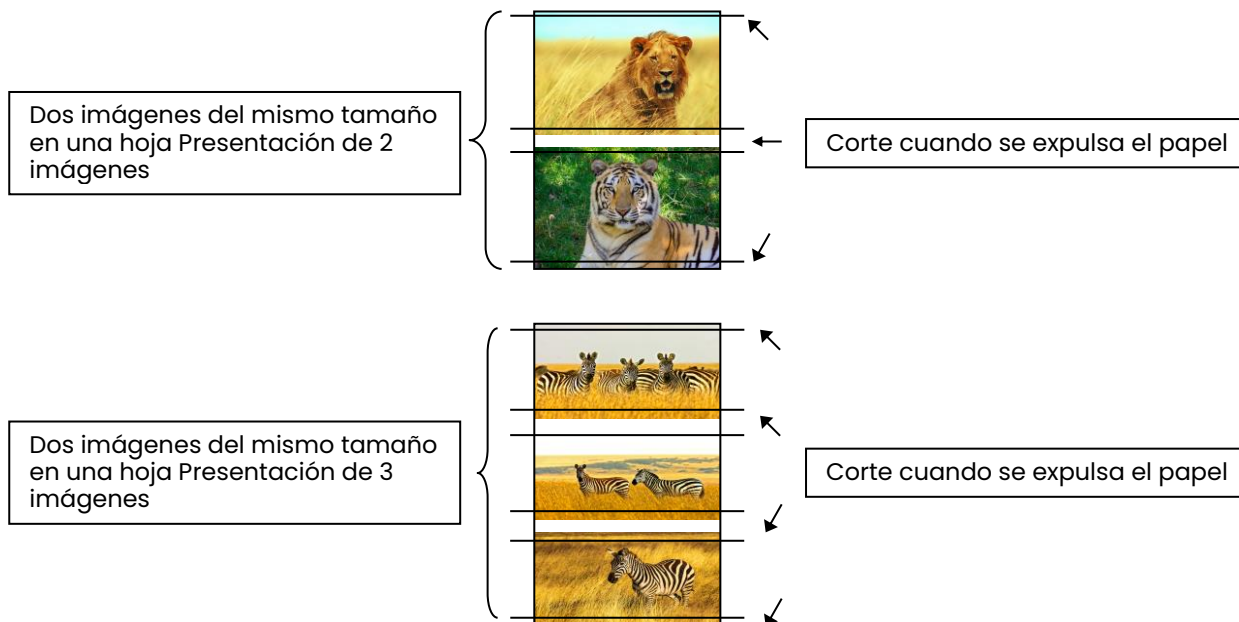 Dos imágenes del mismo tamaño
en una hoja Presentación de 2
imágenes
Corte cuando se expulsa el papel
Dos imágenes del mismo tamaño
en una hoja Presentación de 3
imágenes
Corte cuando se expulsa el papel